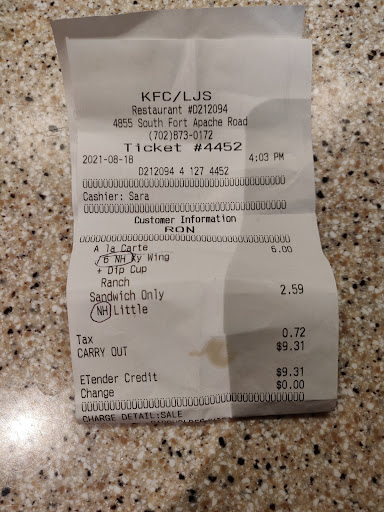 KFC/LJS
Restaurant #D212094
4855 South Fort Apache Road
(702)873-0172
Ticket #4452
2021-08-18 4:03 PM
D212094 4 127 4452
Cashier: Sara
Customer Information
RON
A la Carte 6.00
6 NH Ky Wing
+ Dip Cup
Ranch
Sandwich Only 2.59
NH Little
Tax 0.72
CARRY OUT $9.31
ETender Credit $9.31
Change $0.00
CHARGE DETAIL:SALE